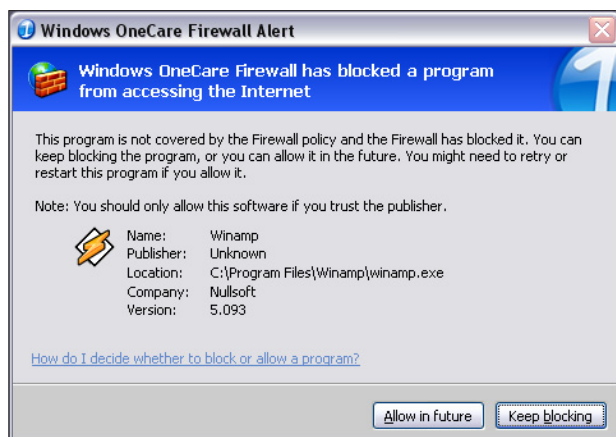 Windows OneCare Firewall Alert
Windows OneCare Firewall has blocked a program
from accessing the Internet
This program is not covered by the Firewall policy and the Firewall has blocked it. You can
keep blocking the program, or you can allow it in the future. You might need to retry or
restart this program if you allow it.
Note: You should only allow this software if you trust the publisher.
Name: Winamp
Publisher: Unknown
Location: C:\Program Files\Winamp\winamp.exe
Company: Nullsoft
Version: 5.093
How do I decide whether to block or allow a program?
Allow in future Keep blocking